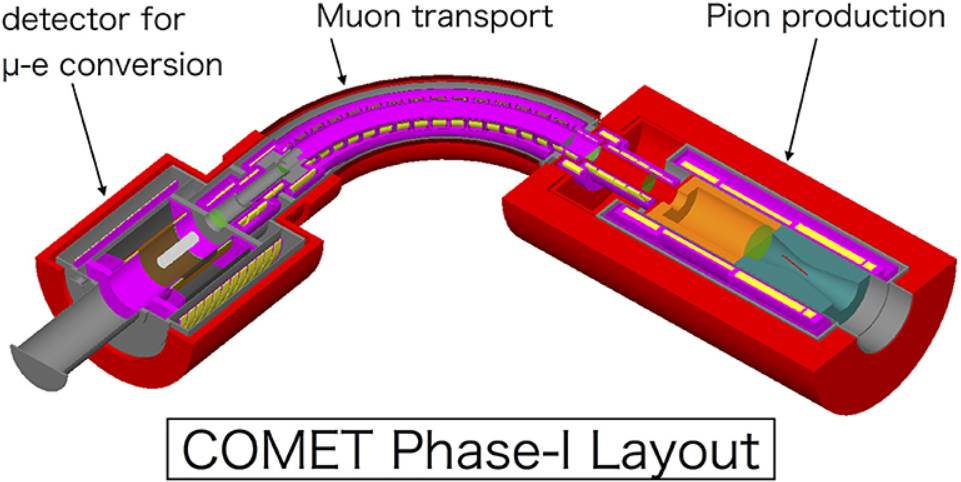 detector for
μ-e conversion
Muon transport
Pion production
COMET Phase-I Layout